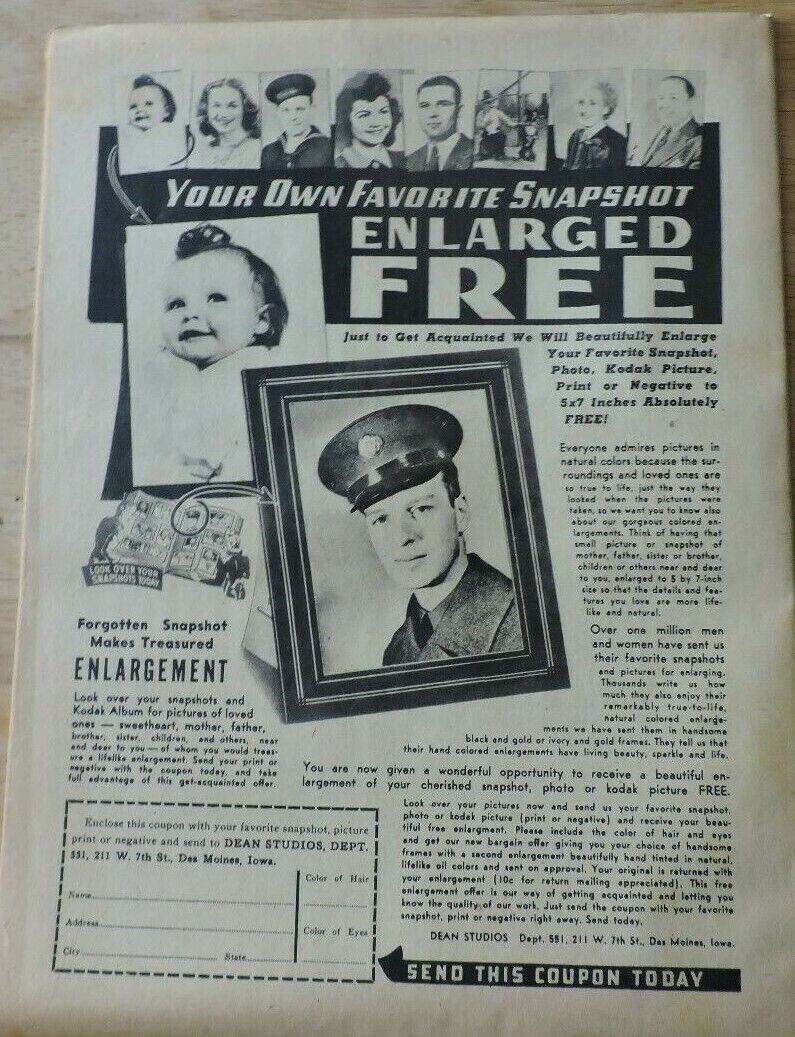 YOUR OWN FAVORITE SNAPSHOT
ENLARGED
FREE
Just to Get Acquainted We Will Beautifully Enlarge
Your Favorite Snapshot,
Photo, Kodak Picture,
Print or Negative to
5x7 Inches Absolutely
FREE!
Everyone admires pictures in
natural colors because the sur-
roundings and loved ones are
so true to life, just the way they
looked when the pictures were
taken, so we want you to know also
about our gorgeous colored en-
largements. Think of having that
small picture or snapshot of
mother, father, sister or brother,
children or others near and dear
to you, enlarged to 5 by 7-inch
size so that the details and fea-
tures you love are more life-
like and natural.
Over one million men
and women have sent us
their favorite snapshots
and pictures for enlarging.
Thousands write us how
much they also enjoy their
remarkably true-to-life,
natural colored enlarge-
ments we have sent them in handsome
black and gold or ivory and gold frames. They tell us that
their hand colored enlargements have living beauty, sparkle and life.
You are now given a wonderful opportunity to receive a beautiful en-
largement of your cherished snapshot, photo or kodak picture FREE.
Look over your pictures now and send us your favorite snapshot,
photo or kodak picture (print or negative) and receive your beau-
tiful free enlargment. Please include the color of hair and eyes
and get our new bargain offer giving you your choice of handsome
frames with a second enlargement beautifully hand tinted in natural,
lifelike oil colors and sent on approval. Your original is returned with
your enlargement (10c for return mailing appreciated). This free
enlargement offer is our way of getting acquainted and letting you
know the quality of our work. Just send the coupon with your favorite
snapshot, print or negative right away. Send today.
DEAN STUDIOS Dept. 551, 211 W. 7th St., Des Moines, Iowa.
LOOK OVER YOUR
SNAPSHOTS TODAY
Forgotten Snapshot
Makes Treasured
ENLARGEMENT
Look over your snapshots and
Kodak Album for pictures of loved
ones — sweetheart, mother, father,
brother, sister, children, and others, near
and dear to you — of whom you would treas-
ure a lifelike enlargement. Send your print or
negative with the coupon today, and take
full advantage of this get-acquainted offer.
Enclose this coupon with your favorite snapshot, picture
print or negative and send to DEAN STUDIOS, DEPT.
551, 211 W. 7th St., Des Moines, Iowa.
Color of Hair
Name
Address
Color of Eyes
City State
SEND THIS COUPON TODAY